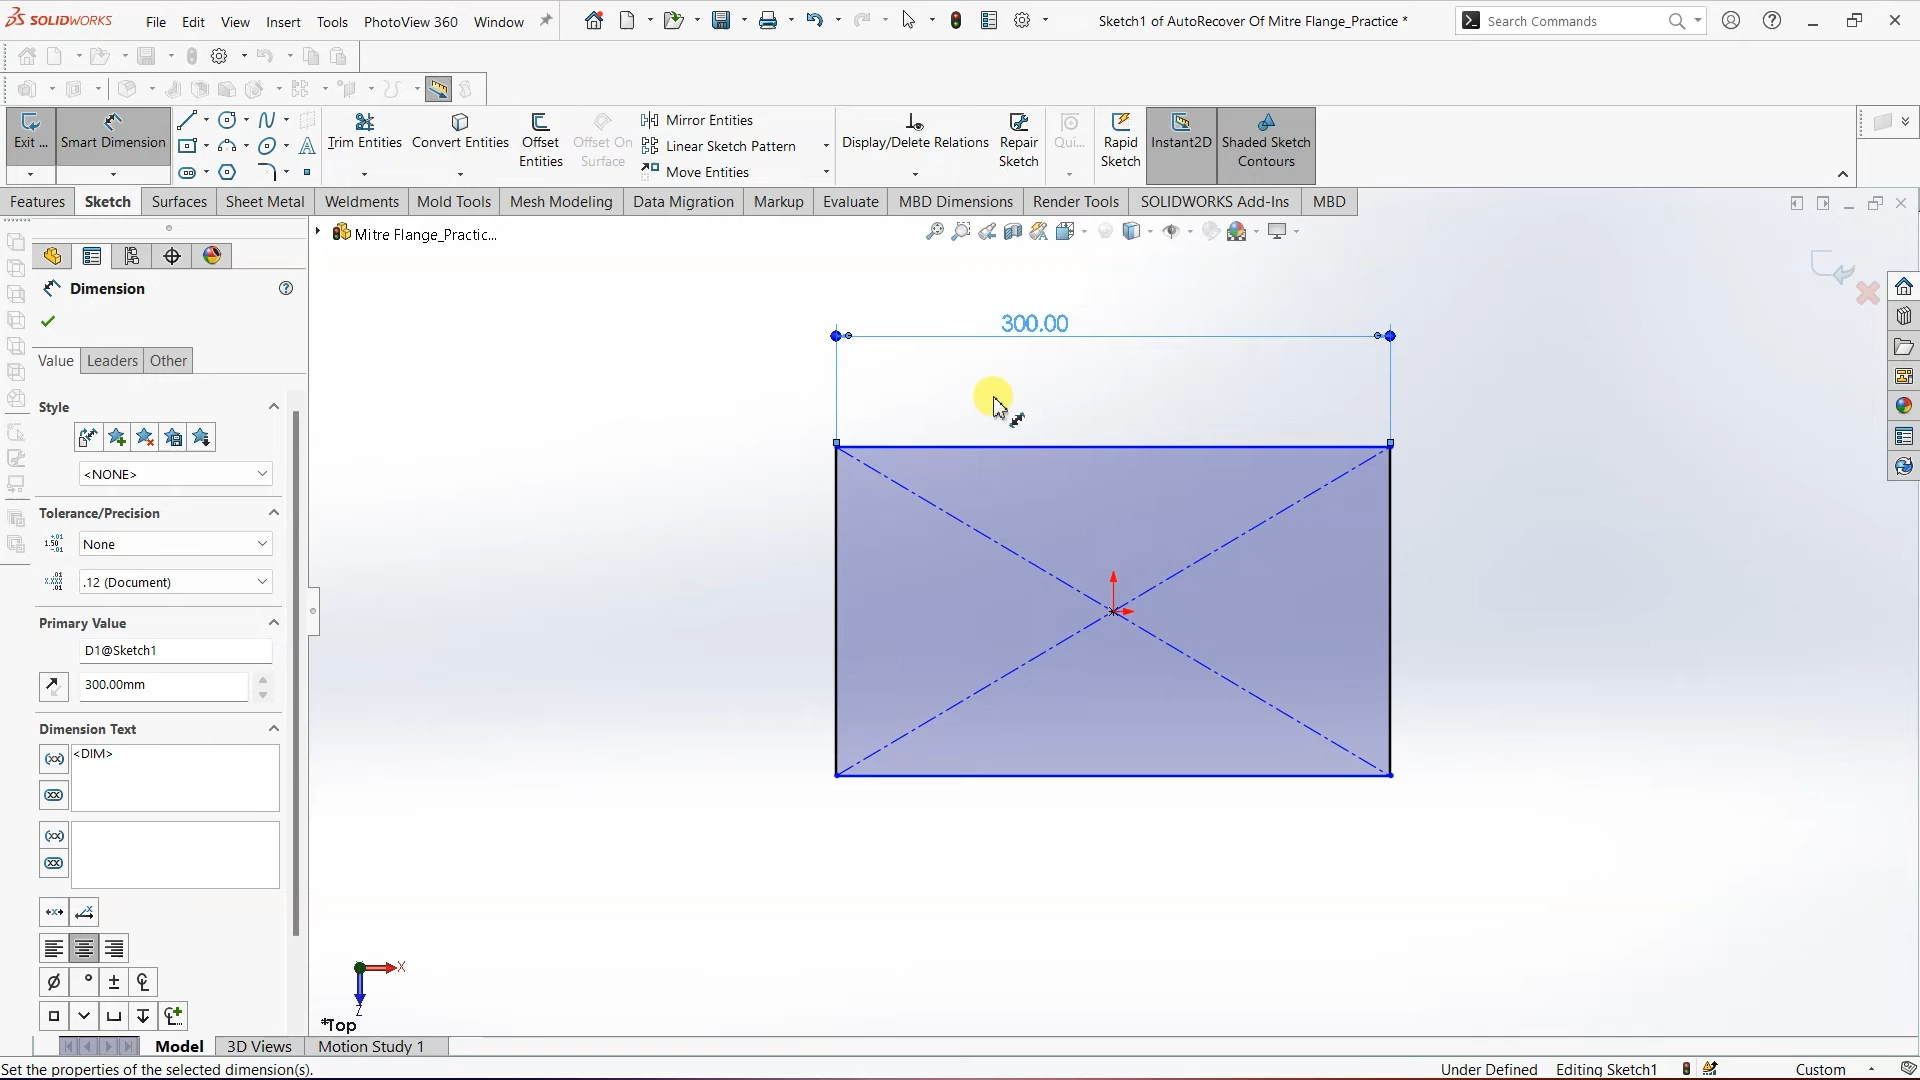 SOLIDWORKS
File Edit View Insert Tools PhotoView 360 Window
Sketch1 of AutoRecover Of Mitre Flange_Practice *
Search Commands
Exit ...
Smart Dimension
Trim Entities
Convert Entities
Offset Entities
Offset On Surface
Mirror Entities
Linear Sketch Pattern
Move Entities
Display/Delete Relations
Repair Sketch
Qui...
Rapid Sketch
Instant2D
Shaded Sketch Contours
Features Sketch Surfaces Sheet Metal Weldments Mold Tools Mesh Modeling Data Migration Markup Evaluate MBD Dimensions Render Tools SOLIDWORKS Add-Ins MBD
Mitre Flange_Practic...
Dimension
Value Leaders Other
Style
<NONE>
Tolerance/Precision
None
.12 (Document)
Primary Value
D1@Sketch1
300.00mm
Dimension Text
<DIM>
300.00
X
Z
*Top
Model 3D Views Motion Study 1
Set the properties of the selected dimension(s).
Under Defined Editing Sketch1 Custom